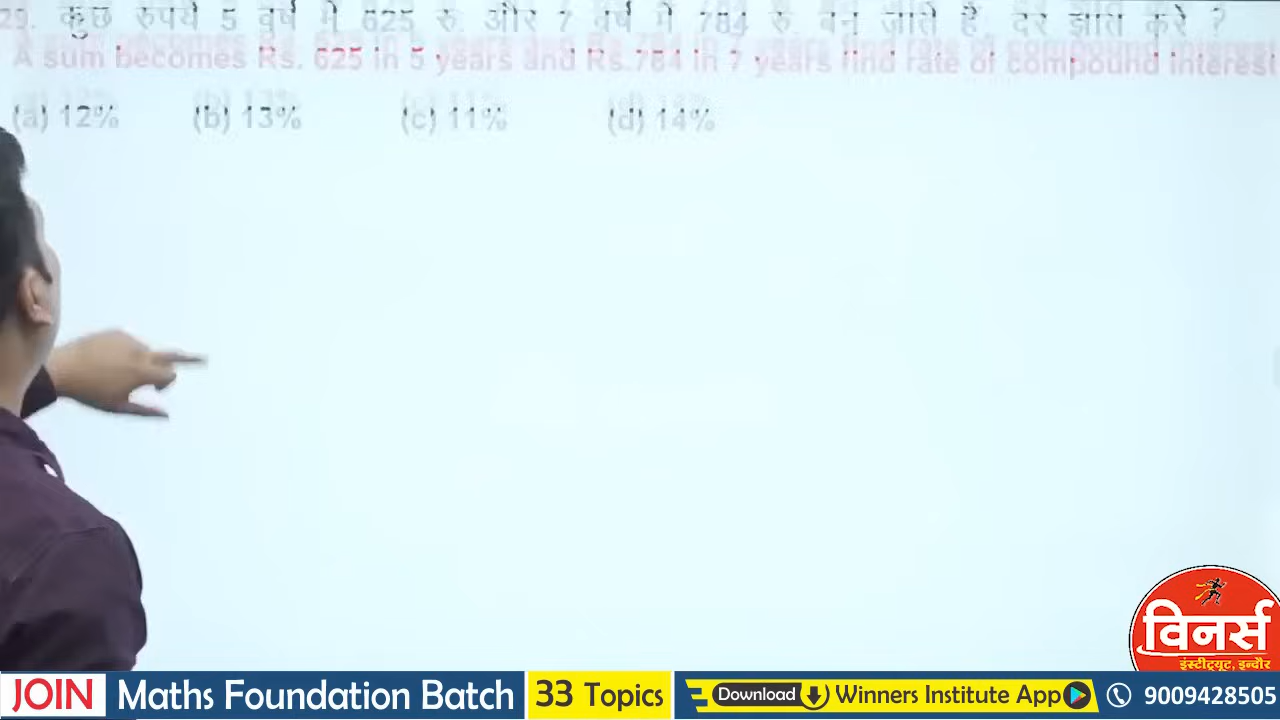 29. कुछ रुपये 5 वर्ष में 625 रु. और 7 वर्ष में 784 रु. बन जाते है दर ज्ञात करे ?
A sum becomes Rs. 625 in 5 years and Rs.784 in 7 years find rate of compound interest
(a) 12% (b) 13% (c) 11% (d) 14%
विनर्स
इंस्टीट्यूट, इन्दौर
JOIN Maths Foundation Batch 33 Topics Download Winners Institute App 9009428505